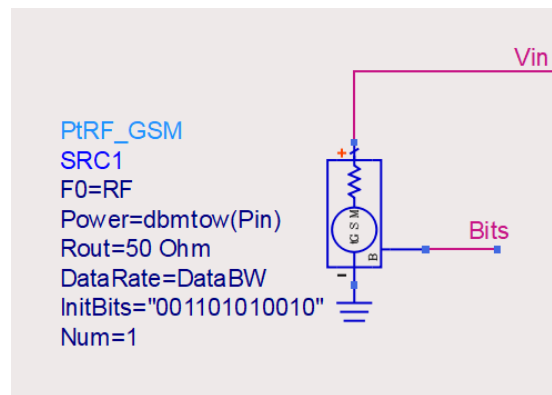 Vin
PtRF_GSM
SRC1
F0=RF
Power=dbmtow(Pin)
Rout=50 Ohm
DataRate=DataBW
InitBits="001101010010"
Num=1
+
GSM
B
-
Bits